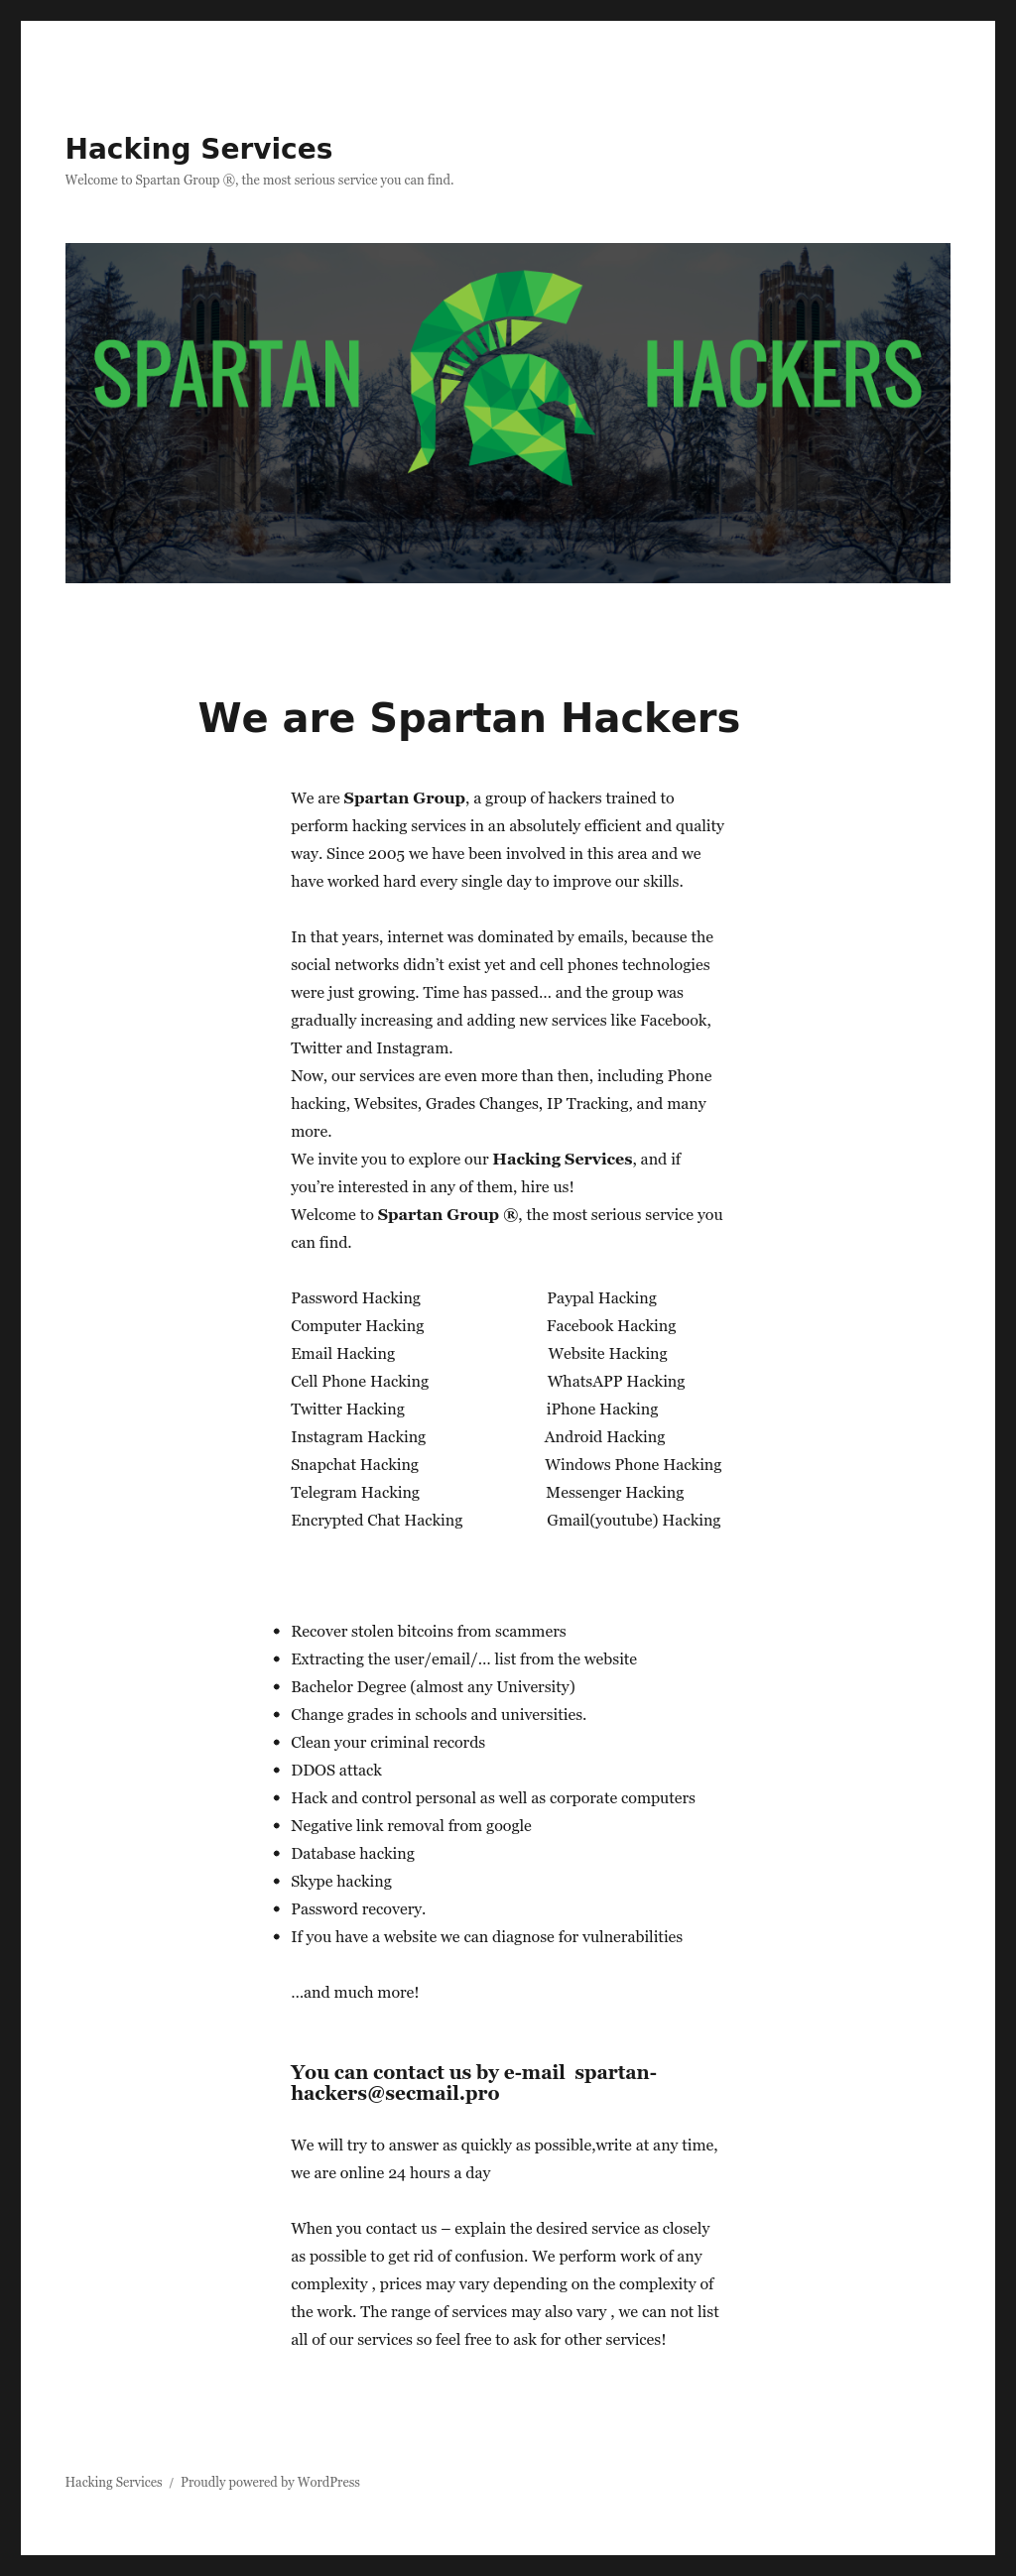 Hacking Services
Welcome to Spartan Group ®, the most serious service you can find.
SPARTAN HACKERS
We are Spartan Hackers
We are Spartan Group, a group of hackers trained to
perform hacking services in an absolutely efficient and quality
way. Since 2005 we have been involved in this area and we
have worked hard every single day to improve our skills.
In that years, internet was dominated by emails, because the
social networks didn’t exist yet and cell phones technologies
were just growing. Time has passed… and the group was
gradually increasing and adding new services like Facebook,
Twitter and Instagram.
Now, our services are even more than then, including Phone
hacking, Websites, Grades Changes, IP Tracking, and many
more.
We invite you to explore our Hacking Services, and if
you’re interested in any of them, hire us!
Welcome to Spartan Group ®, the most serious service you
can find.
Password Hacking Paypal Hacking
Computer Hacking Facebook Hacking
Email Hacking Website Hacking
Cell Phone Hacking WhatsAPP Hacking
Twitter Hacking iPhone Hacking
Instagram Hacking Android Hacking
Snapchat Hacking Windows Phone Hacking
Telegram Hacking Messenger Hacking
Encrypted Chat Hacking Gmail(youtube) Hacking
• Recover stolen bitcoins from scammers
• Extracting the user/email/… list from the website
• Bachelor Degree (almost any University)
• Change grades in schools and universities.
• Clean your criminal records
• DDOS attack
• Hack and control personal as well as corporate computers
• Negative link removal from google
• Database hacking
• Skype hacking
• Password recovery.
• If you have a website we can diagnose for vulnerabilities
…and much more!
You can contact us by e-mail spartan-
hackers@secmail.pro
We will try to answer as quickly as possible,write at any time,
we are online 24 hours a day
When you contact us – explain the desired service as closely
as possible to get rid of confusion. We perform work of any
complexity , prices may vary depending on the complexity of
the work. The range of services may also vary , we can not list
all of our services so feel free to ask for other services!
Hacking Services / Proudly powered by WordPress